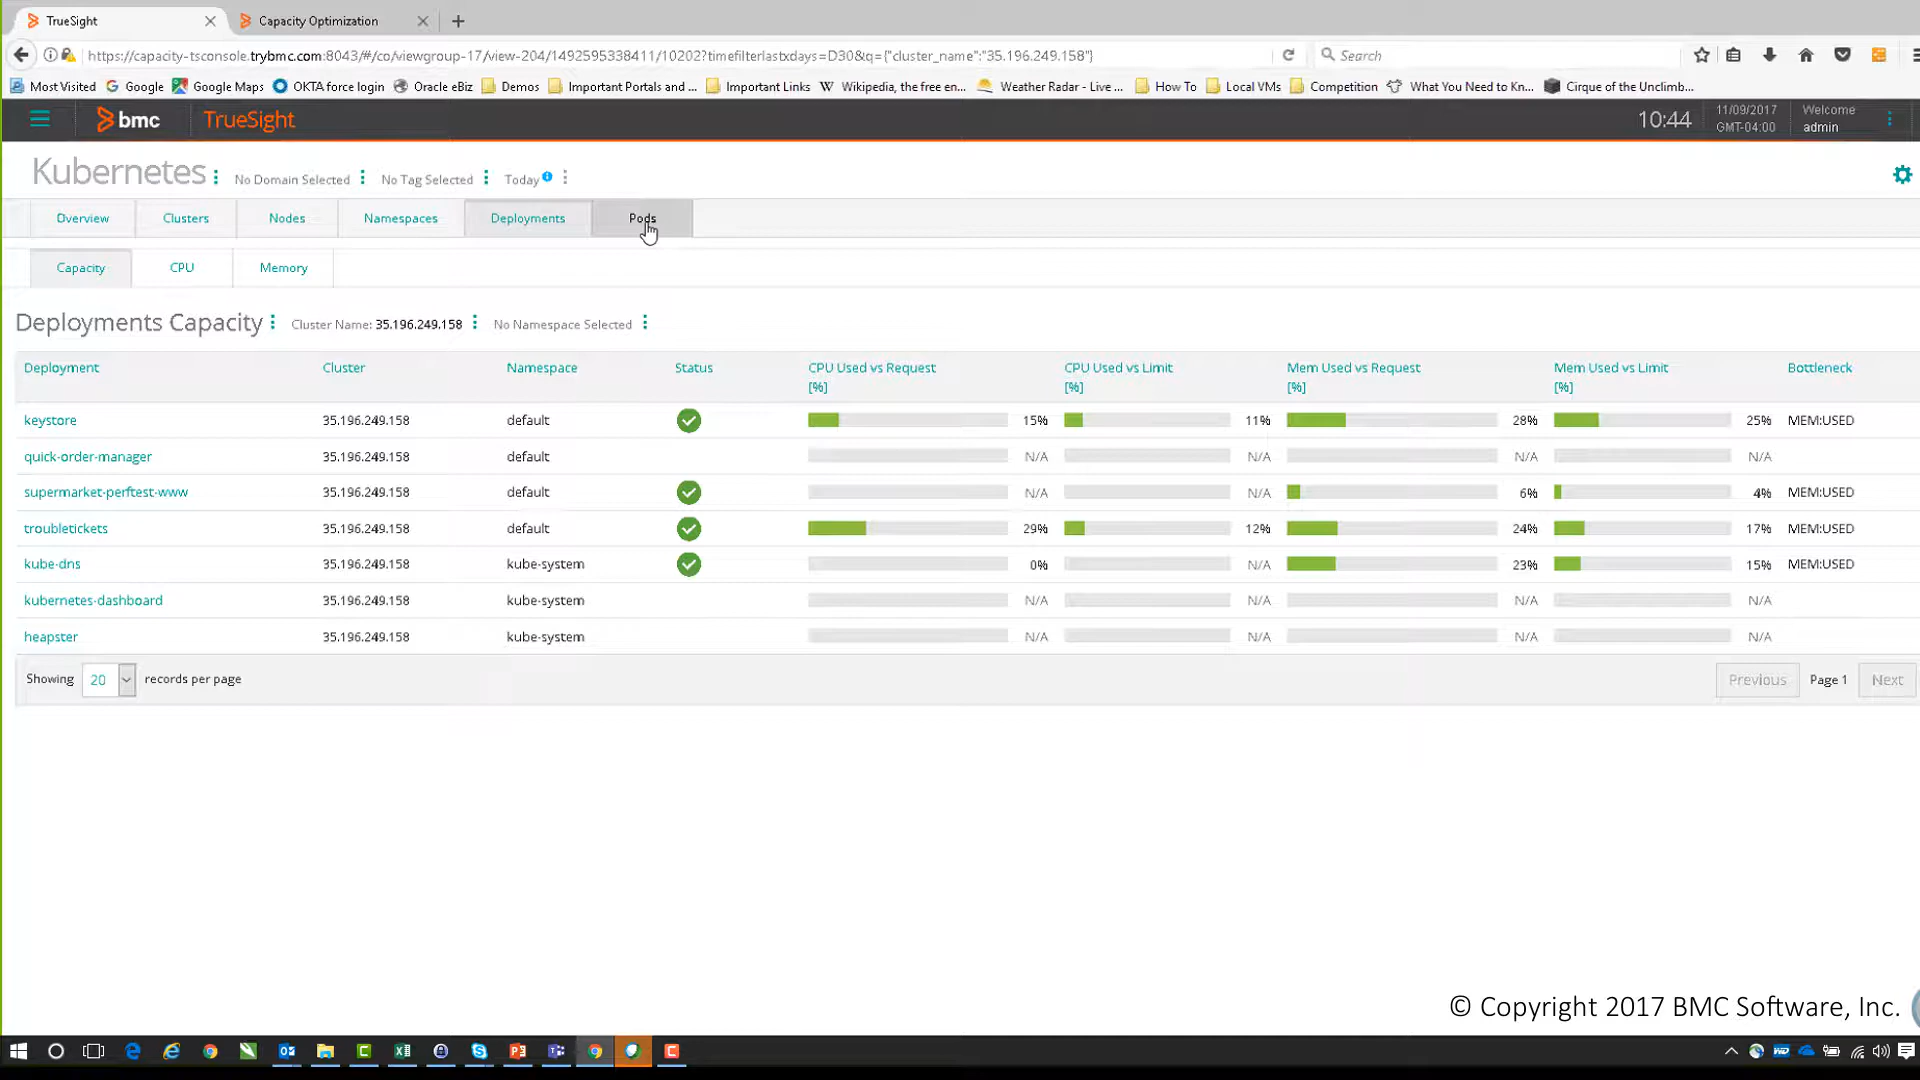 TrueSight
Capacity Optimization
https://capacity-tsconsole.trybmc.com:8043/#/co/viewgroup-17/view-204/1492595338411/10202?timefilterlastxdays=D30&q={"cluster_name":"35.196.249.158"}
Search
Most Visited Google Google Maps OKTA force login Oracle eBiz Demos Important Portals and ... Important Links Wikipedia, the free en... Weather Radar - Live ... How To Local VMs Competition What You Need to Kn... Cirque of the Unclimb...
bmc TrueSight 10:44 11/09/2017 Welcome
GMT-04:00 admin
Kubernetes No Domain Selected No Tag Selected Today
Overview Clusters Nodes Namespaces Deployments Pods
Capacity CPU Memory
Deployments Capacity Cluster Name: 35.196.249.158 No Namespace Selected
Deployment Cluster Namespace Status CPU Used vs Request CPU Used vs Limit Mem Used vs Request Mem Used vs Limit Bottleneck
[%] [%] [%] [%]
keystore 35.196.249.158 default 15% 11% 28% 25% MEM:USED
quick-order-manager 35.196.249.158 default N/A N/A N/A N/A
supermarket-perftest-www 35.196.249.158 default N/A N/A 6% 4% MEM:USED
troubletickets 35.196.249.158 default 29% 12% 24% 17% MEM:USED
kube-dns 35.196.249.158 kube-system 0% N/A 23% 15% MEM:USED
kubernetes-dashboard 35.196.249.158 kube-system N/A N/A N/A N/A
heapster 35.196.249.158 kube-system N/A N/A N/A N/A
Showing 20 records per page Previous Page 1 Next
© Copyright 2017 BMC Software, Inc.